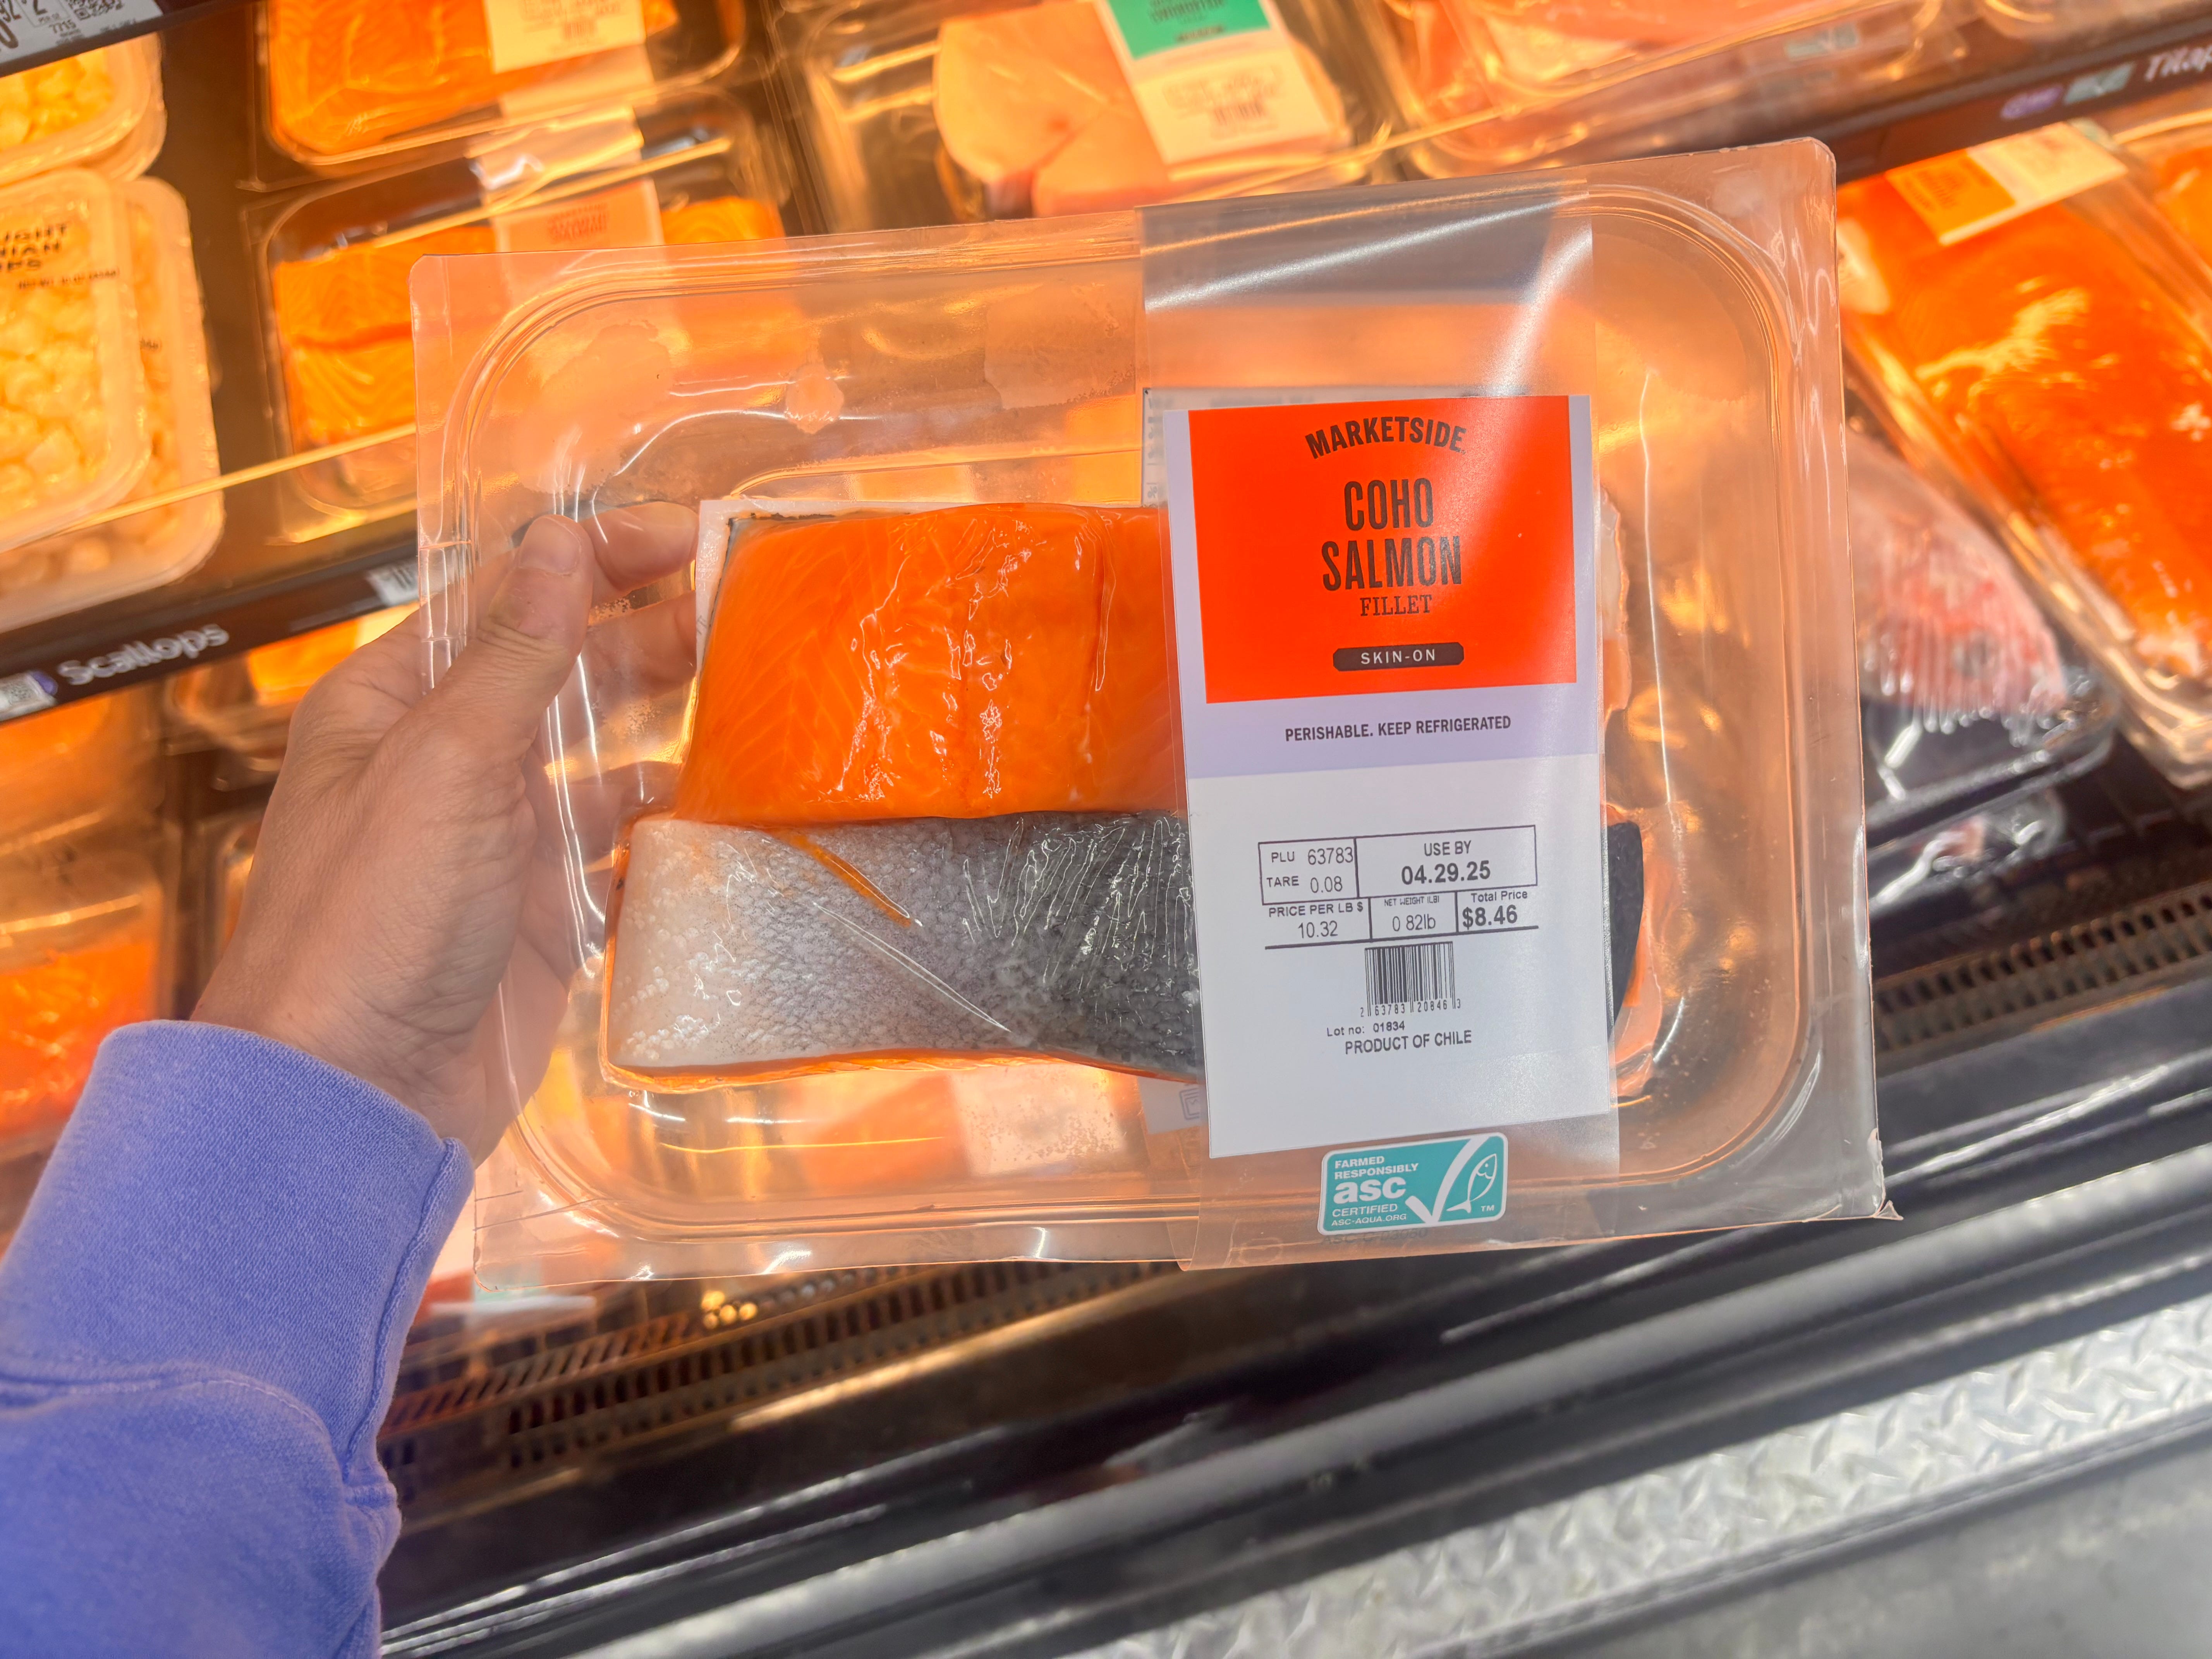 MARKETSIDE
COHO
SALMON
FILLET
SKIN-ON
PERISHABLE. KEEP REFRIGERATED
PLU 63783
TARE 0.08
USE BY
04.29.25
PRICE PER LB $
10.32
NET WEIGHT (LB)
0 82lb
Total Price
$8.46
2 63783 20846 3
Lot no: 01834
PRODUCT OF CHILE
FARMED
RESPONSIBLY
asc
CERTIFIED
ASC-AQUA.ORG
TM
Scallops